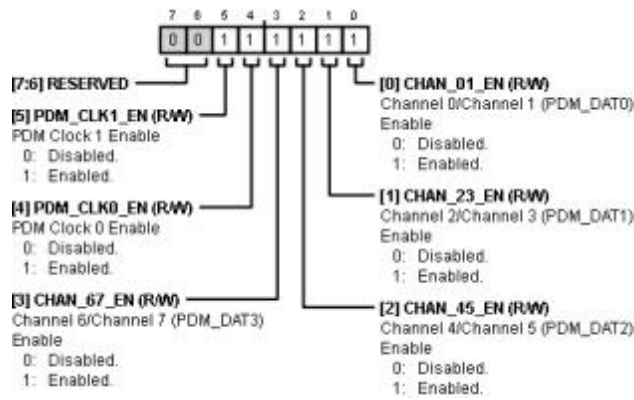 7 6 5 4 3 2 1 0
0 0 1 1 1 1 1 1
[7:6] RESERVED
[5] PDM_CLK1_EN (R/W)
PDM Clock 1 Enable
0: Disabled.
1: Enabled.
[4] PDM_CLK0_EN (R/W)
PDM Clock 0 Enable
0: Disabled.
1: Enabled.
[3] CHAN_67_EN (R/W)
Channel 6/Channel 7 (PDM_DAT3)
Enable
0: Disabled.
1: Enabled.
[0] CHAN_01_EN (R/W)
Channel 0/Channel 1 (PDM_DAT0)
Enable
0: Disabled.
1: Enabled.
[1] CHAN_23_EN (R/W)
Channel 2/Channel 3 (PDM_DAT1)
Enable
0: Disabled.
1: Enabled.
[2] CHAN_45_EN (R/W)
Channel 4/Channel 5 (PDM_DAT2)
Enable
0: Disabled.
1: Enabled.